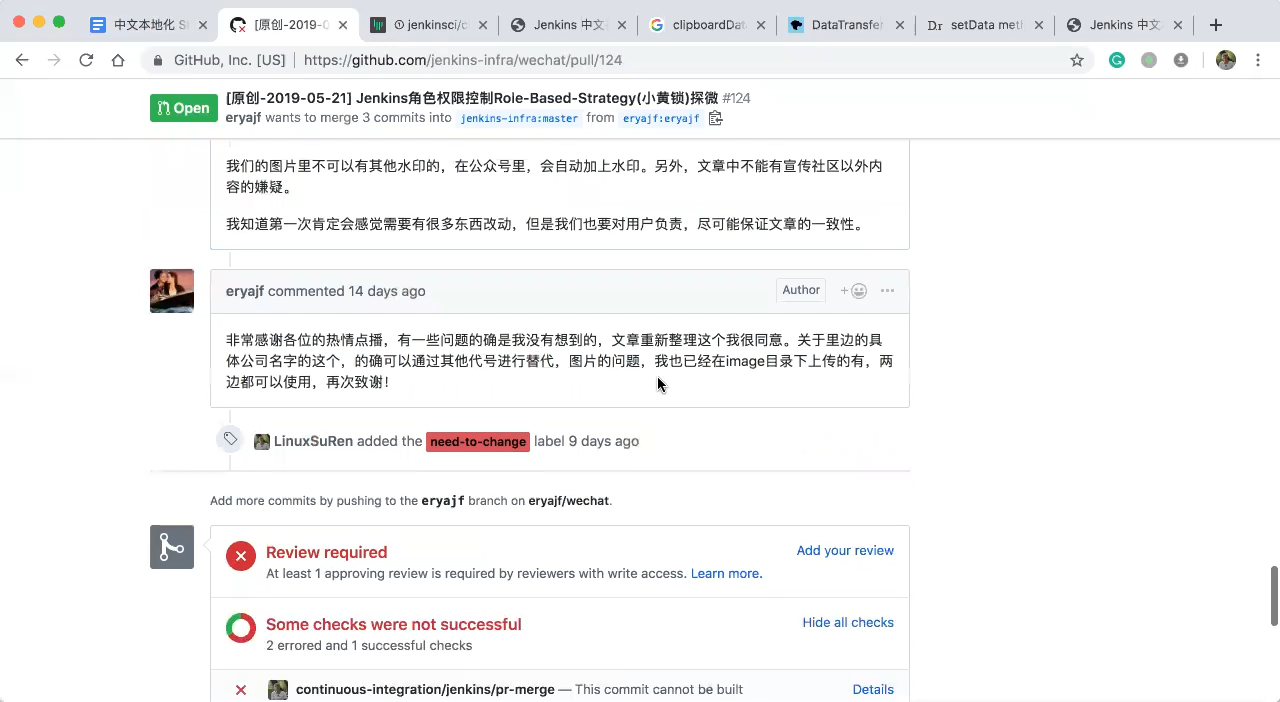 中文本地化 S
[原创-2019-0
jenkinsci/c
Jenkins 中文
clipboardDat
DataTransfe
setData met
Jenkins 中文
GitHub, Inc. [US]
https://github.com/jenkins-infra/wechat/pull/124
Open
[原创-2019-05-21] Jenkins角色权限控制Role-Based-Strategy(小黄锁)探微 #124
eryajf wants to merge 3 commits into jenkins-infra:master from eryajf:eryajf
我们的图片里不可以有其他水印的，在公众号里，会自动加上水印。另外，文章中不能有宣传社区以外内
容的嫌疑。
我知道第一次肯定会感觉需要有很多东西改动，但是我们也要对用户负责，尽可能保证文章的一致性。
eryajf commented 14 days ago
Author
非常感谢各位的热情点播，有一些问题的确是我没有想到的，文章重新整理这个我很同意。关于里边的具
体公司名字的这个，的确可以通过其他代号进行替代，图片的问题，我也已经在image目录下上传的有，两
边都可以使用，再次致谢！
LinuxSuRen added the need-to-change label 9 days ago
Add more commits by pushing to the eryajf branch on eryajf/wechat.
Review required
Add your review
At least 1 approving review is required by reviewers with write access. Learn more.
Some checks were not successful
Hide all checks
2 errored and 1 successful checks
continuous-integration/jenkins/pr-merge — This commit cannot be built
Details